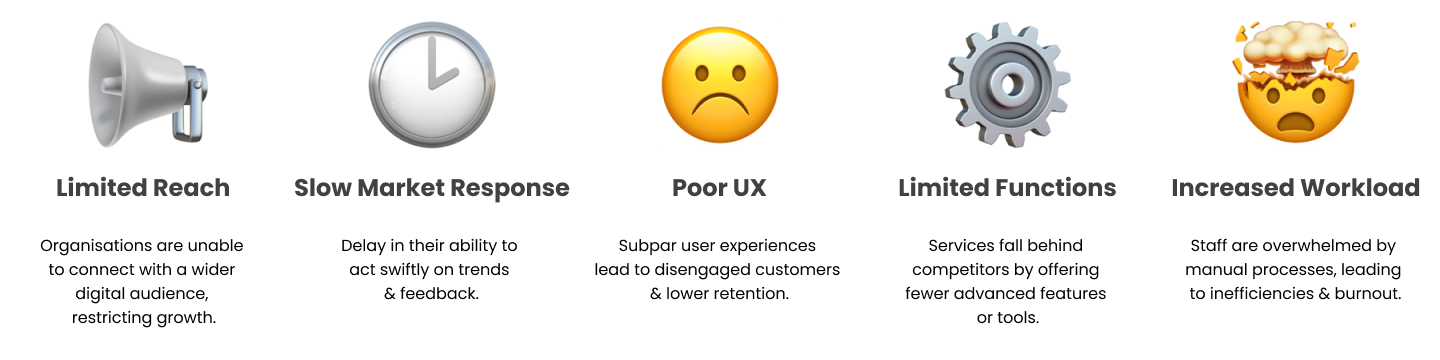 Limited Reach
Organisations are unable
to connect with a wider
digital audience,
restricting growth.
Slow Market Response
Delay in their ability to
act swiftly on trends
& feedback.
Poor UX
Subpar user experiences
lead to disengaged customers
& lower retention.
Limited Functions
Services fall behind
competitors by offering
fewer advanced features
or tools.
Increased Workload
Staff are overwhelmed by
manual processes, leading
to inefficiencies & burnout.